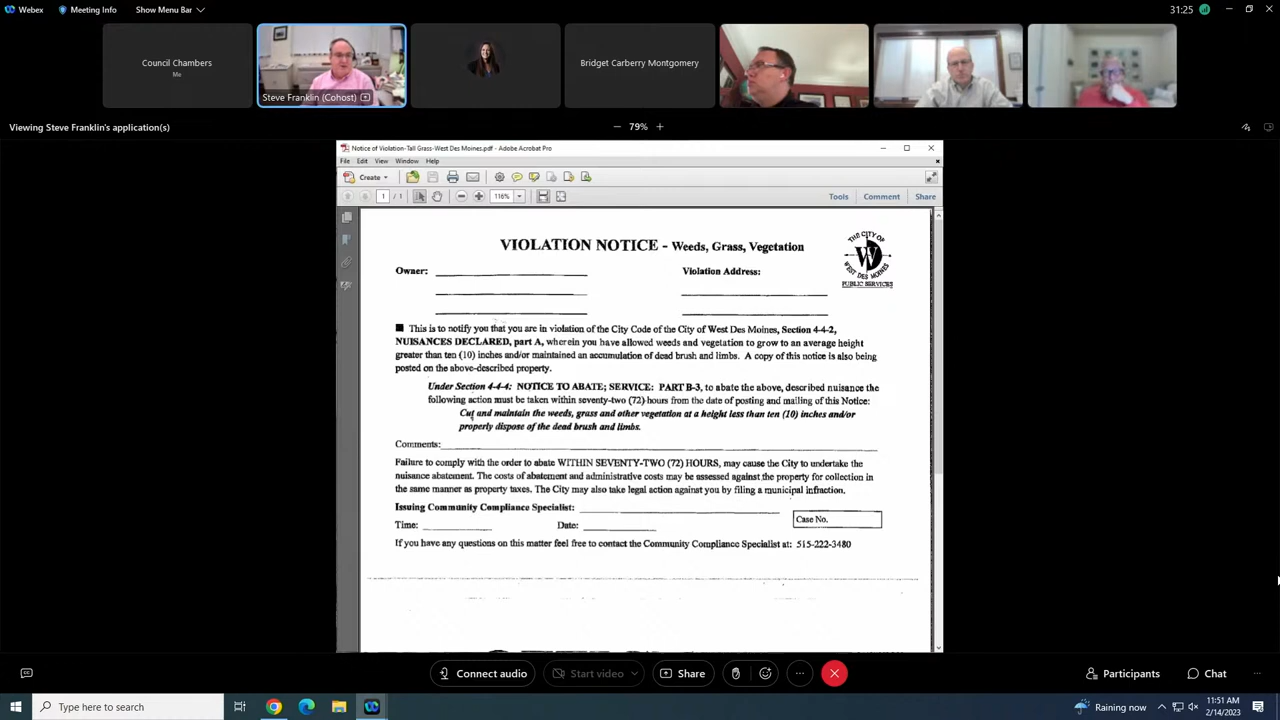 Webex
Meeting Info
Show Menu Bar
31:25
Council Chambers
Me
Steve Franklin (Cohost)
Bridget Carberry Montgomery
Viewing Steve Franklin's application(s)
79%
Notice of Violation-Tall Grass-West Des Moines.pdf - Adobe Acrobat Pro
File Edit View Window Help
Create
1 / 1
116%
Tools Comment Share
VIOLATION NOTICE - Weeds, Grass, Vegetation
THE CITY OF
W
WEST DES MOINES
PUBLIC SERVICES
Owner:
Violation Address:
This is to notify you that you are in violation of the City Code of the City of West Des Moines, Section 4-4-2,
NUISANCES DECLARED, part A, wherein you have allowed weeds and vegetation to grow to an average height
greater than ten (10) inches and/or maintained an accumulation of dead brush and limbs. A copy of this notice is also being
posted on the above-described property.
Under Section 4-4-4: NOTICE TO ABATE; SERVICE: PART B-3, to abate the above, described nuisance the
following action must be taken within seventy-two (72) hours from the date of posting and mailing of this Notice:
Cut and maintain the weeds, grass and other vegetation at a height less than ten (10) inches and/or
properly dispose of the dead brush and limbs.
Comments:
Failure to comply with the order to abate WITHIN SEVENTY-TWO (72) HOURS, may cause the City to undertake the
nuisance abatement. The costs of abatement and administrative costs may be assessed against the property for collection in
the same manner as property taxes. The City may also take legal action against you by filing a municipal infraction.
Issuing Community Compliance Specialist:
Case No.
Time:
Date:
If you have any questions on this matter feel free to contact the Community Compliance Specialist at: 515-222-3480
Connect audio
Start video
Share
Participants
Chat
Type here to search
Raining now
11:51 AM
2/14/2023